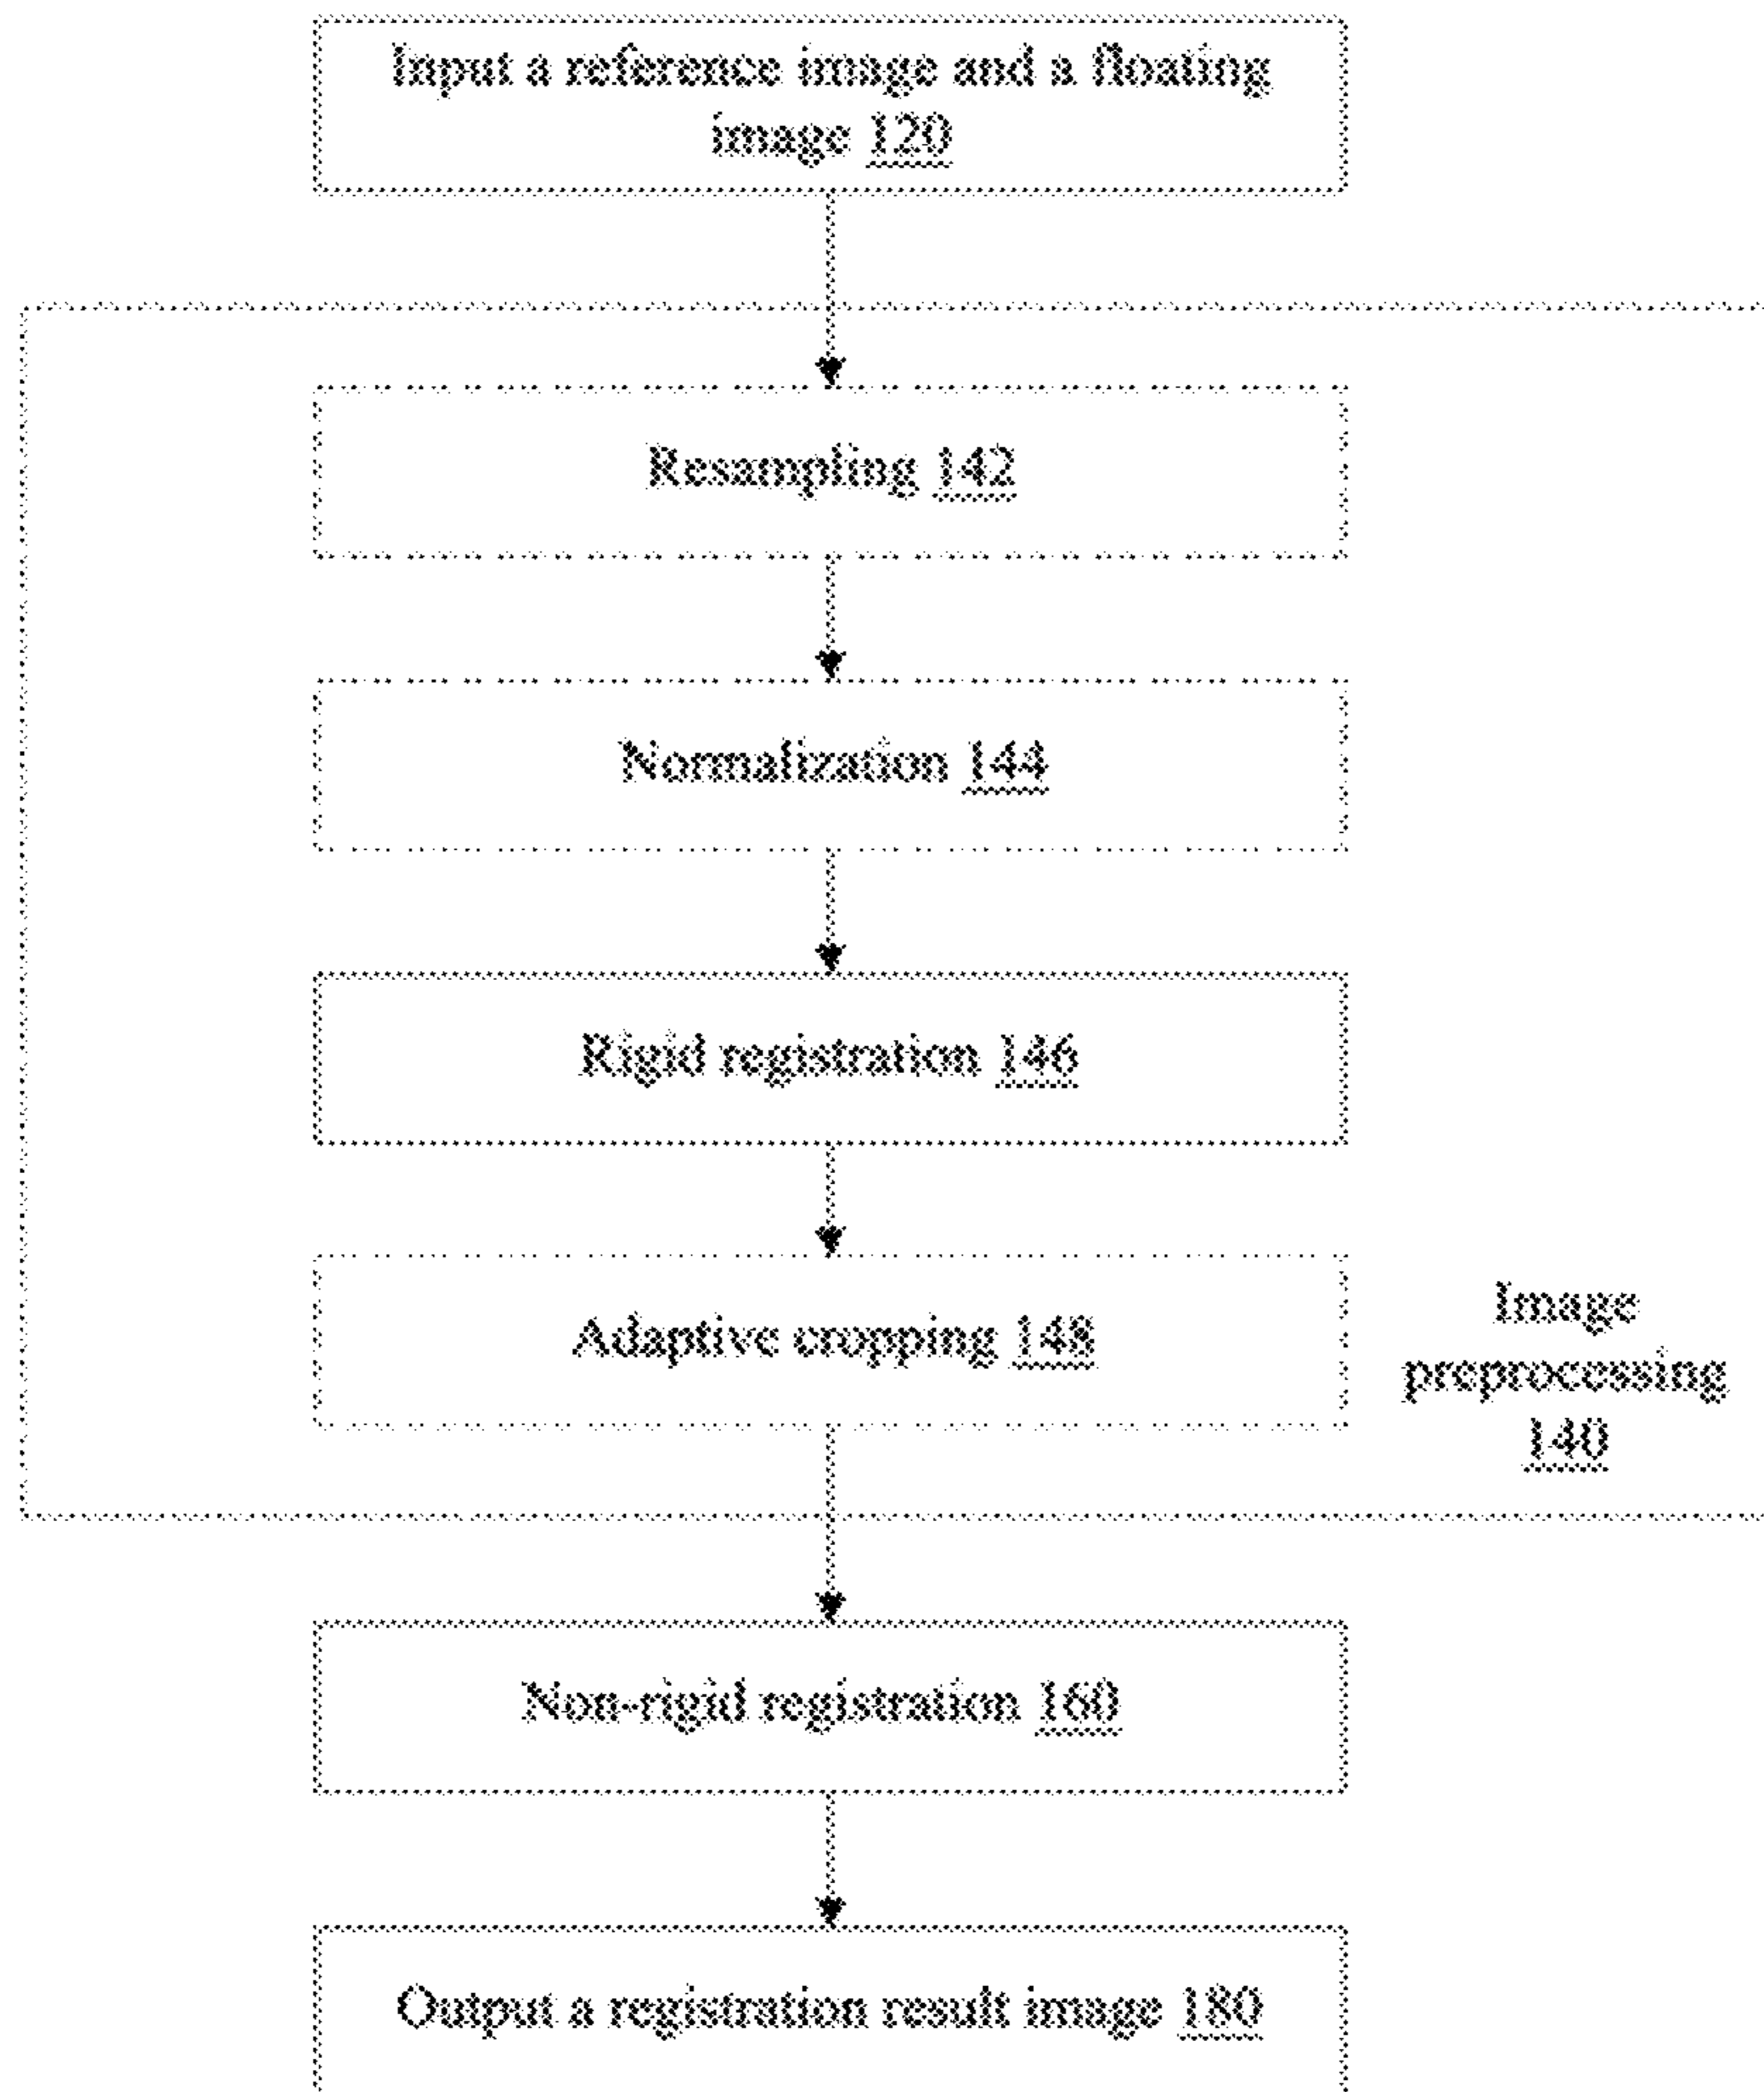 Input a reference image and a floating
image 120
Resampling 142
Normalization 144
Rigid registration 146
Adaptive cropping 148
Image
preprocessing
140
Non-rigid registration 160
Output a registration result image 180